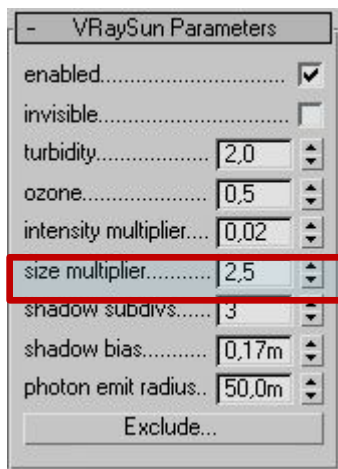 - VRaySun Parameters
enabled.............................
invisible.............................
turbidity.................... 2,0
ozone...................... 0,5
intensity multiplier.... 0,02
size multiplier........... 2,5
shadow subdivs...... 3
shadow bias........... 0,17m
photon emit radius.. 50,0m
Exclude...